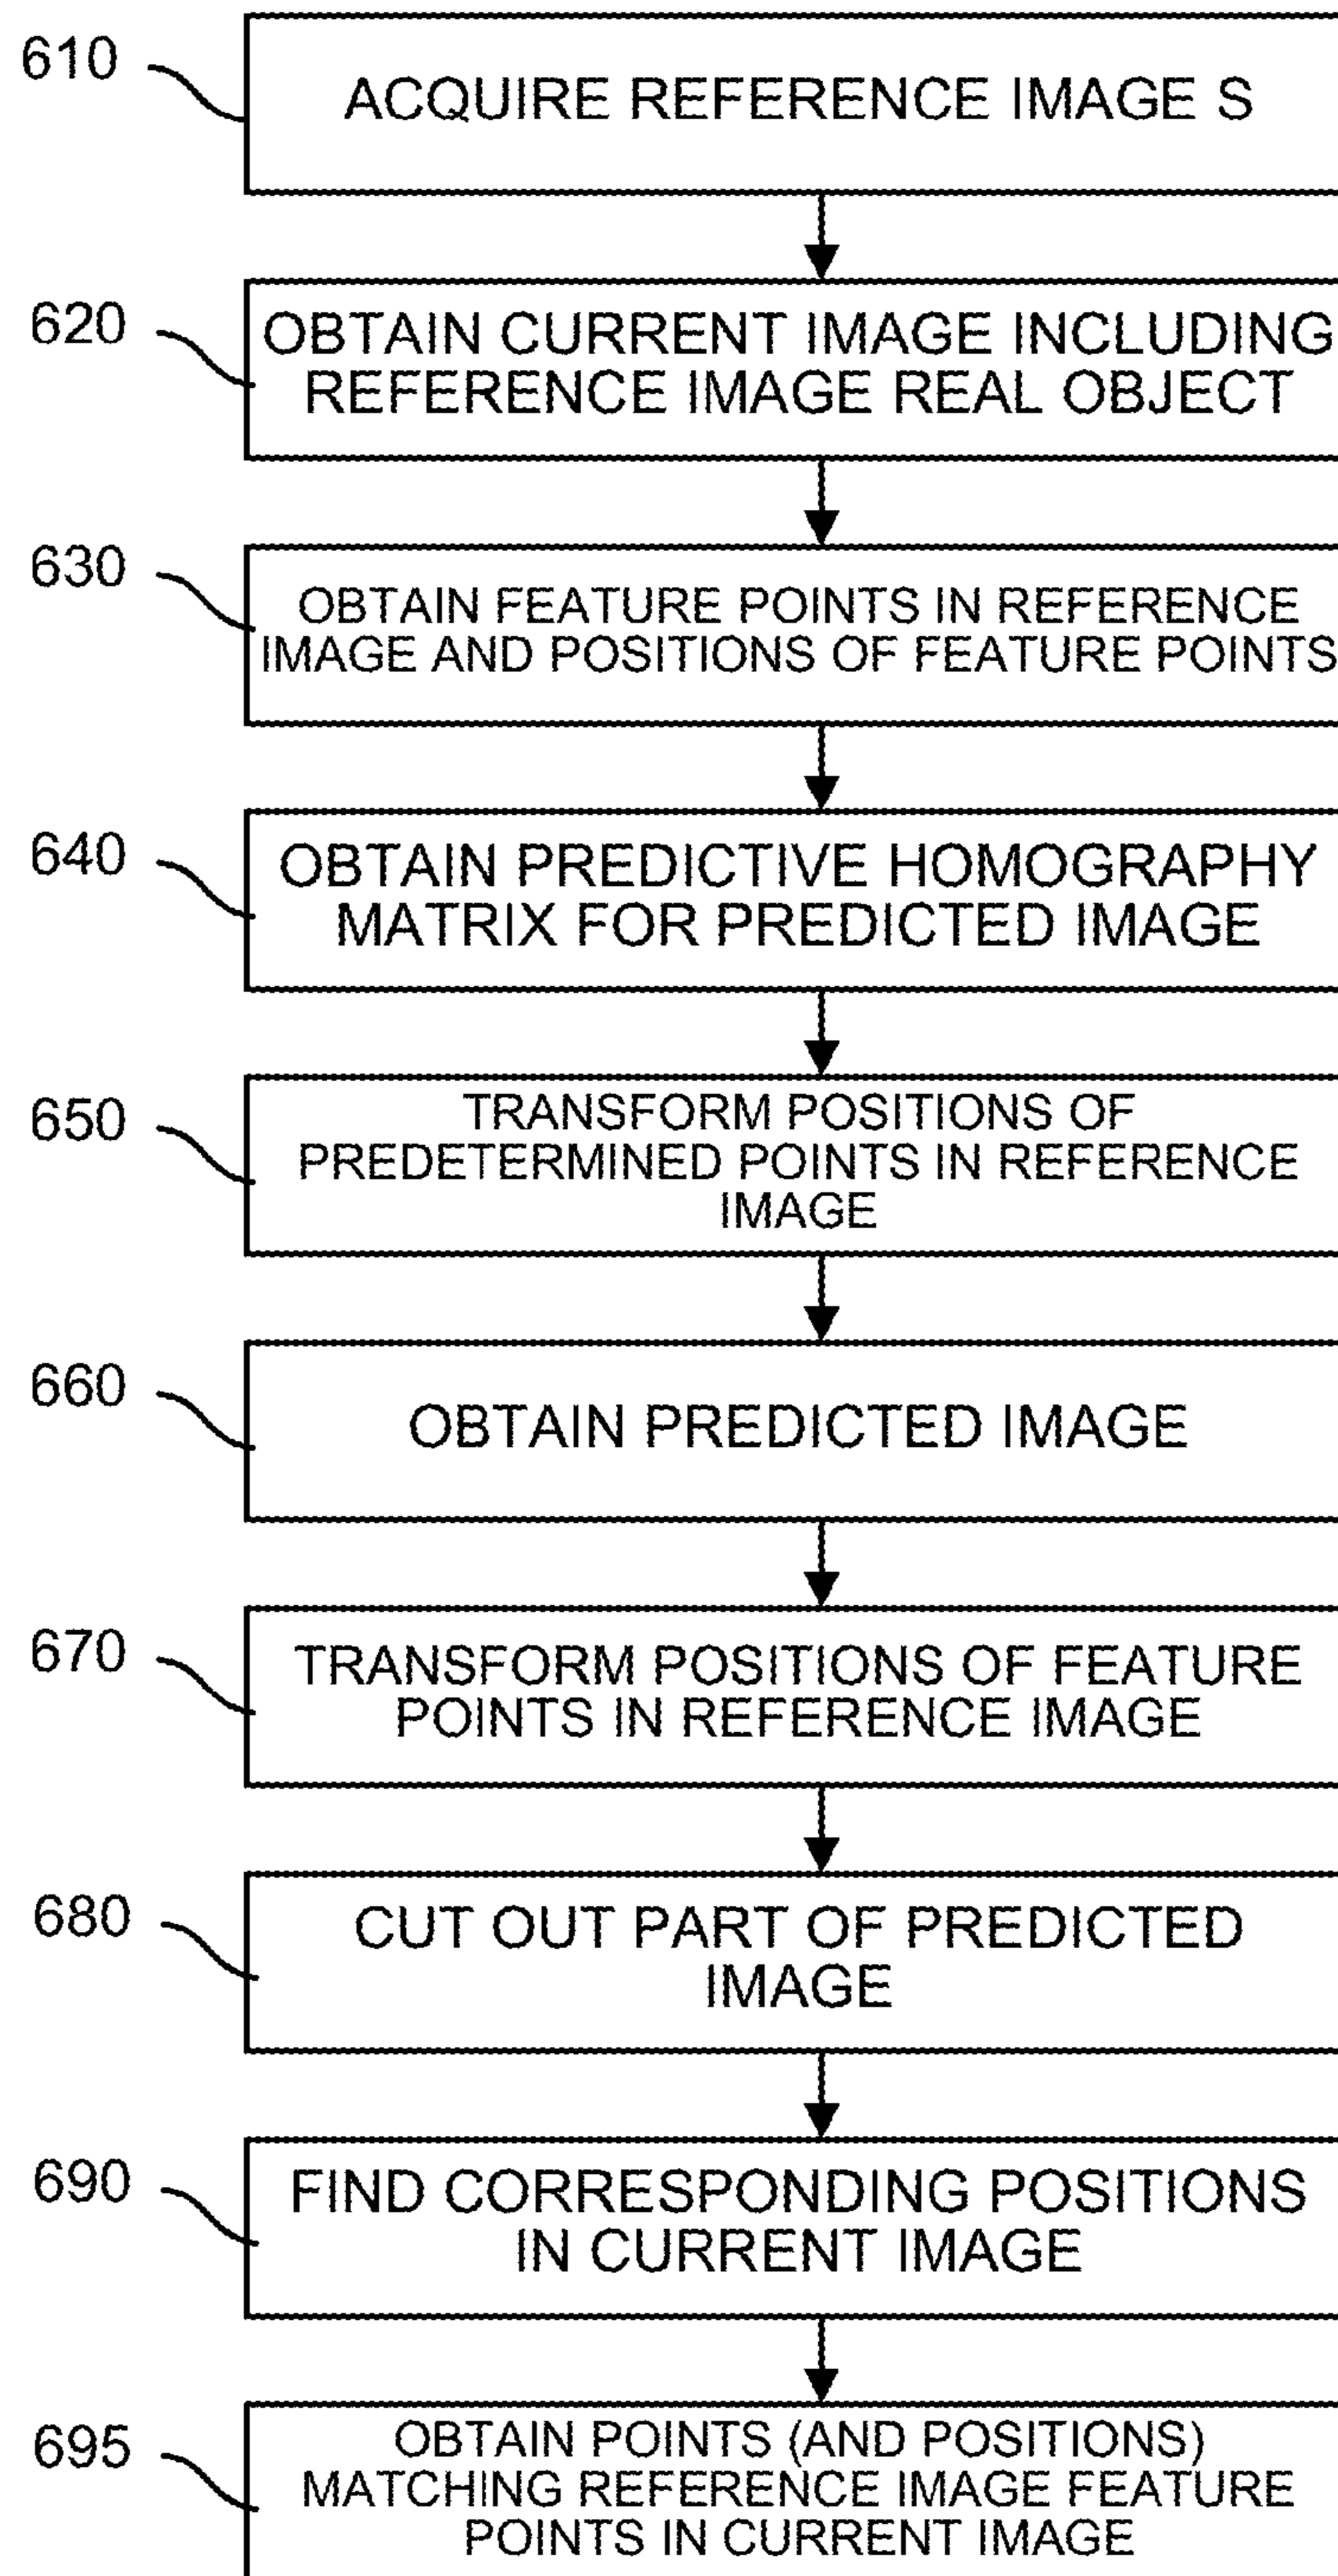 610
ACQUIRE REFERENCE IMAGE S
620
OBTAIN CURRENT IMAGE INCLUDING
REFERENCE IMAGE REAL OBJECT
630
OBTAIN FEATURE POINTS IN REFERENCE
IMAGE AND POSITIONS OF FEATURE POINTS
640
OBTAIN PREDICTIVE HOMOGRAPHY
MATRIX FOR PREDICTED IMAGE
650
TRANSFORM POSITIONS OF
PREDETERMINED POINTS IN REFERENCE
IMAGE
660
OBTAIN PREDICTED IMAGE
670
TRANSFORM POSITIONS OF FEATURE
POINTS IN REFERENCE IMAGE
680
CUT OUT PART OF PREDICTED
IMAGE
690
FIND CORRESPONDING POSITIONS
IN CURRENT IMAGE
695
OBTAIN POINTS (AND POSITIONS)
MATCHING REFERENCE IMAGE FEATURE
POINTS IN CURRENT IMAGE